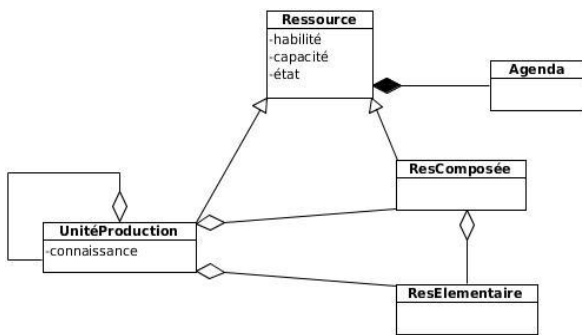 Ressource
-habilité
-capacité
-état
Agenda
ResComposée
UnitéProduction
-connaissance
ResElementaire